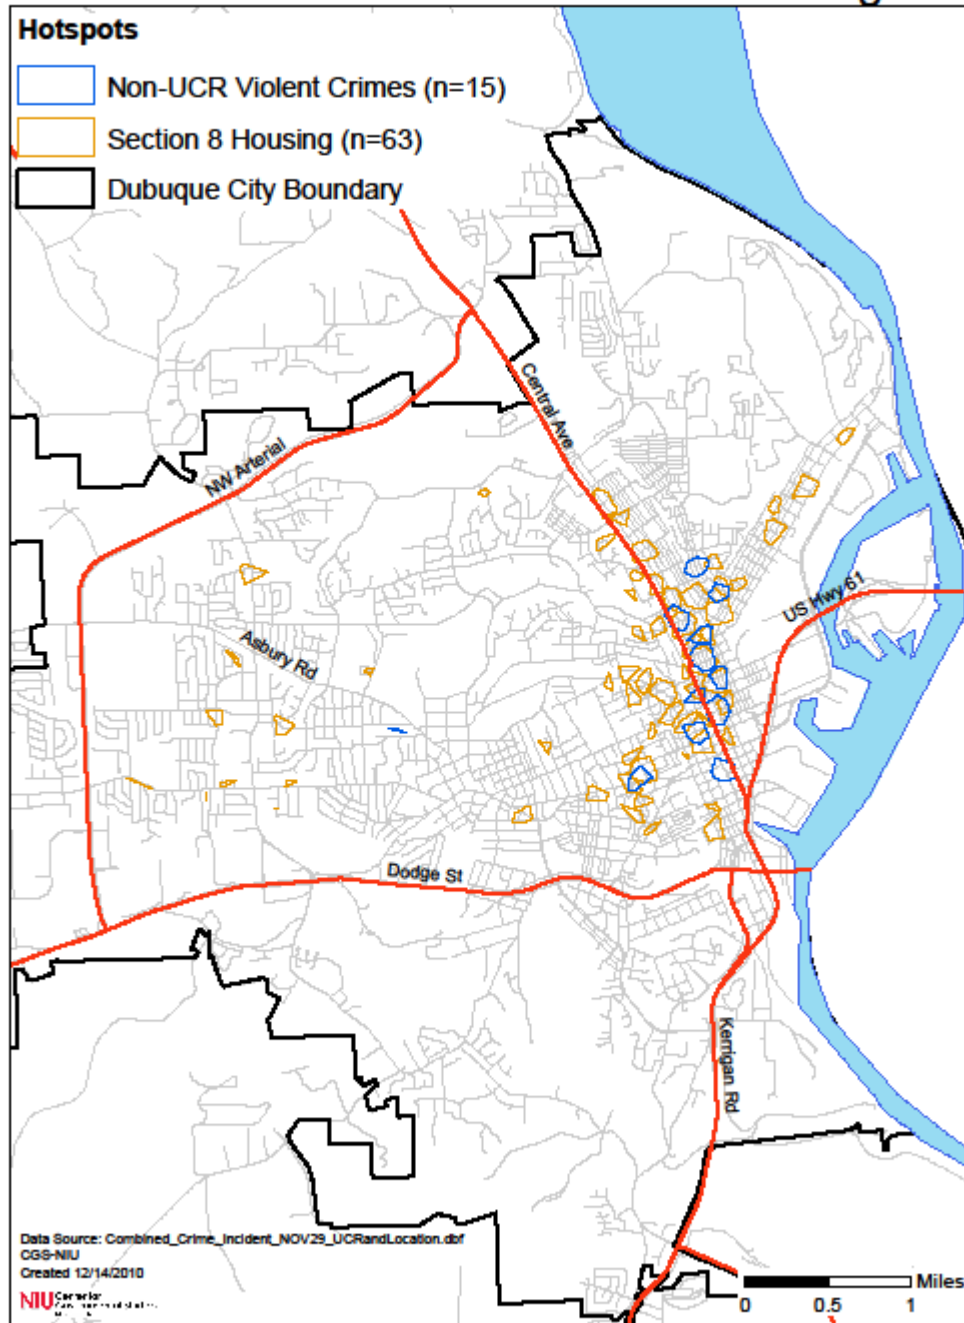 Hotspots
Non-UCR Violent Crimes (n=15)
Section 8 Housing (n=63)
Dubuque City Boundary
Central Ave
NW Arterial
US Hwy 61
Asbury Rd
Dodge St
Kerrigan Rd
Data Source: Combined_Crime_Incident_NOV29_UCRandLocation.dbf
CGS-NIU
Created 12/14/2010
NIU Center for
0 0.5 1 Miles